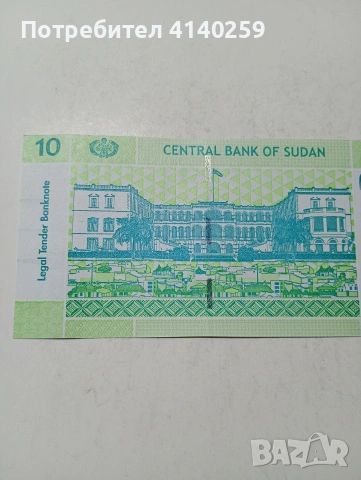 Потребител 4140259
10
CENTRAL BANK OF SUDAN
Legal Tender Banknote
BAZAR